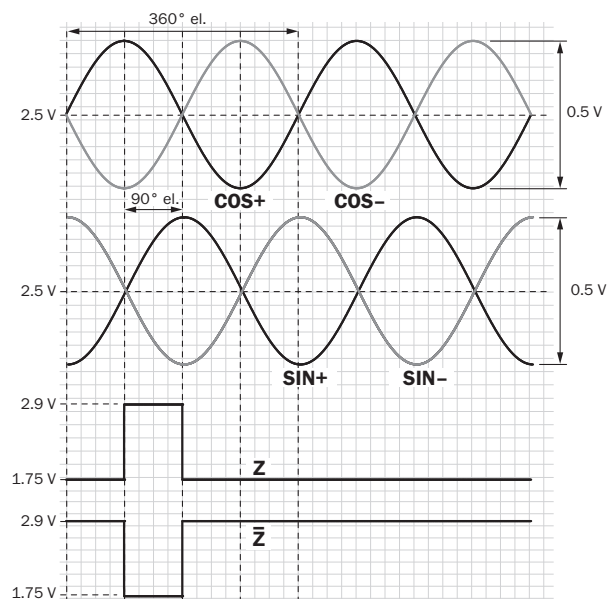 360° el.
2.5 V
0.5 V
90° el.
COS+ COS–
2.5 V
0.5 V
SIN+ SIN–
2.9 V
1.75 V
Z
2.9 V
Z̅
1.75 V